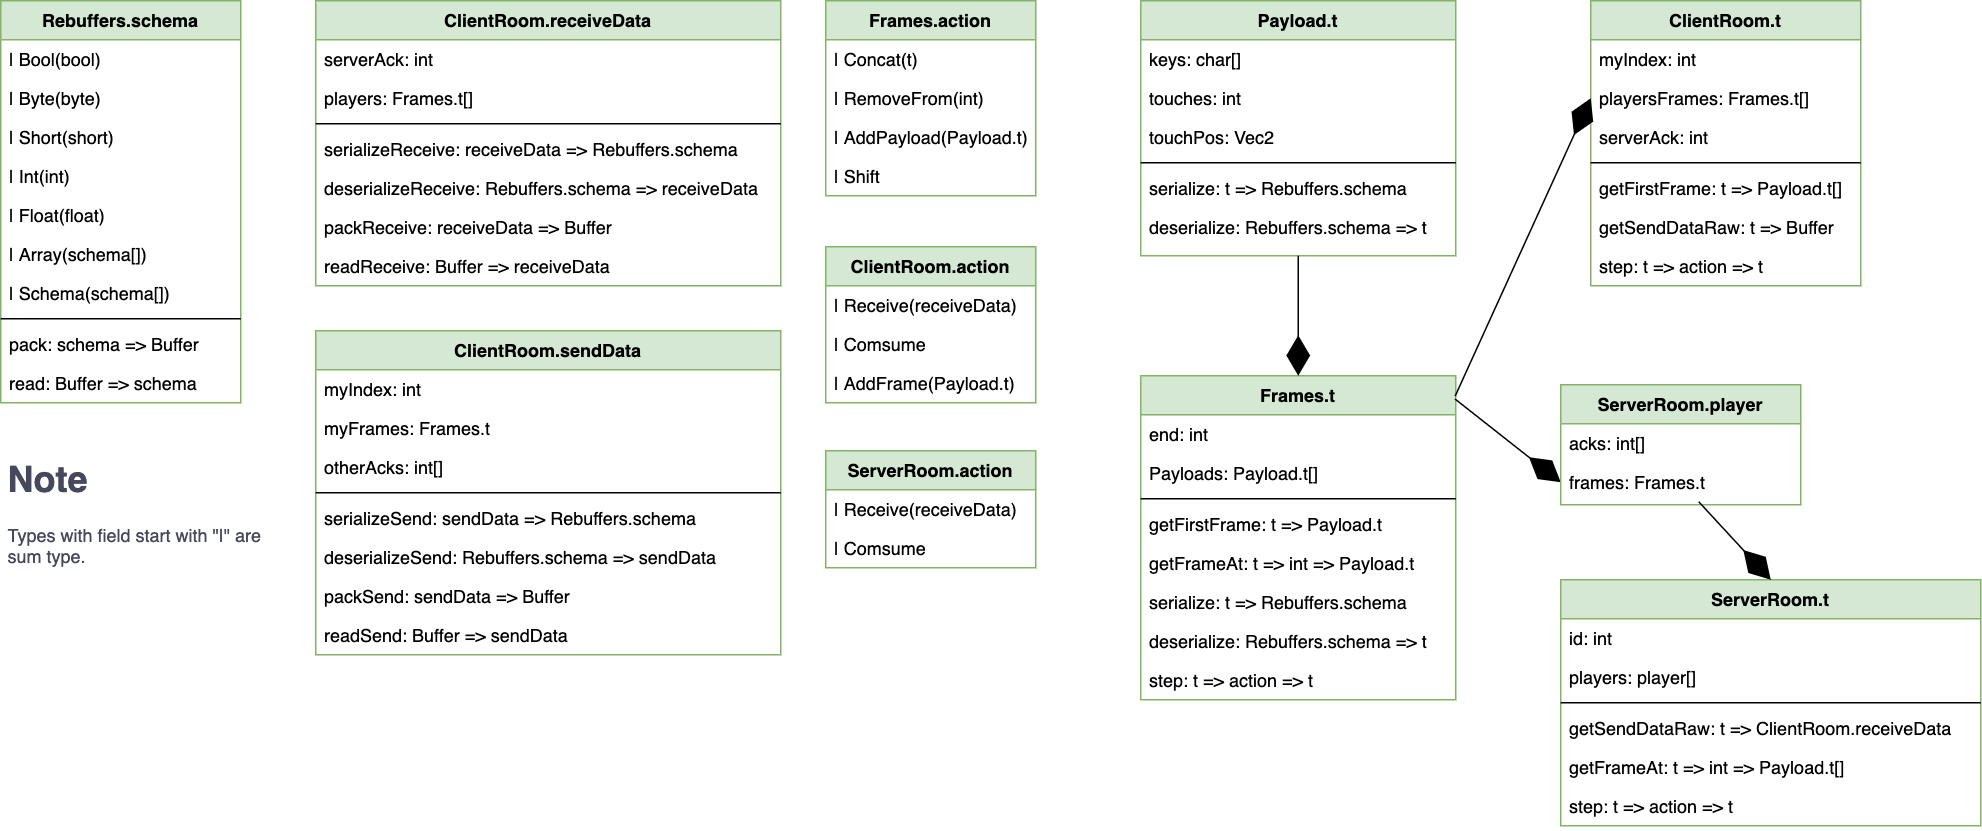 Rebuffers.schema
| Bool(bool)
| Byte(byte)
| Short(short)
| Int(int)
| Float(float)
| Array(schema[])
| Schema(schema[])
pack: schema => Buffer
read: Buffer => schema
Note
Types with field start with "|" are
sum type.
ClientRoom.receiveData
serverAck: int
players: Frames.t[]
serializeReceive: receiveData => Rebuffers.schema
deserializeReceive: Rebuffers.schema => receiveData
packReceive: receiveData => Buffer
readReceive: Buffer => receiveData
ClientRoom.sendData
myIndex: int
myFrames: Frames.t
otherAcks: int[]
serializeSend: sendData => Rebuffers.schema
deserializeSend: Rebuffers.schema => sendData
packSend: sendData => Buffer
readSend: Buffer => sendData
Frames.action
| Concat(t)
| RemoveFrom(int)
| AddPayload(Payload.t)
| Shift
ClientRoom.action
| Receive(receiveData)
| Comsume
| AddFrame(Payload.t)
ServerRoom.action
| Receive(receiveData)
| Comsume
Payload.t
keys: char[]
touches: int
touchPos: Vec2
serialize: t => Rebuffers.schema
deserialize: Rebuffers.schema => t
Frames.t
end: int
Payloads: Payload.t[]
getFirstFrame: t => Payload.t
getFrameAt: t => int => Payload.t
serialize: t => Rebuffers.schema
deserialize: Rebuffers.schema => t
step: t => action => t
ClientRoom.t
myIndex: int
playersFrames: Frames.t[]
serverAck: int
getFirstFrame: t => Payload.t[]
getSendDataRaw: t => Buffer
step: t => action => t
ServerRoom.player
acks: int[]
frames: Frames.t
ServerRoom.t
id: int
players: player[]
getSendDataRaw: t => ClientRoom.receiveData
getFrameAt: t => int => Payload.t[]
step: t => action => t